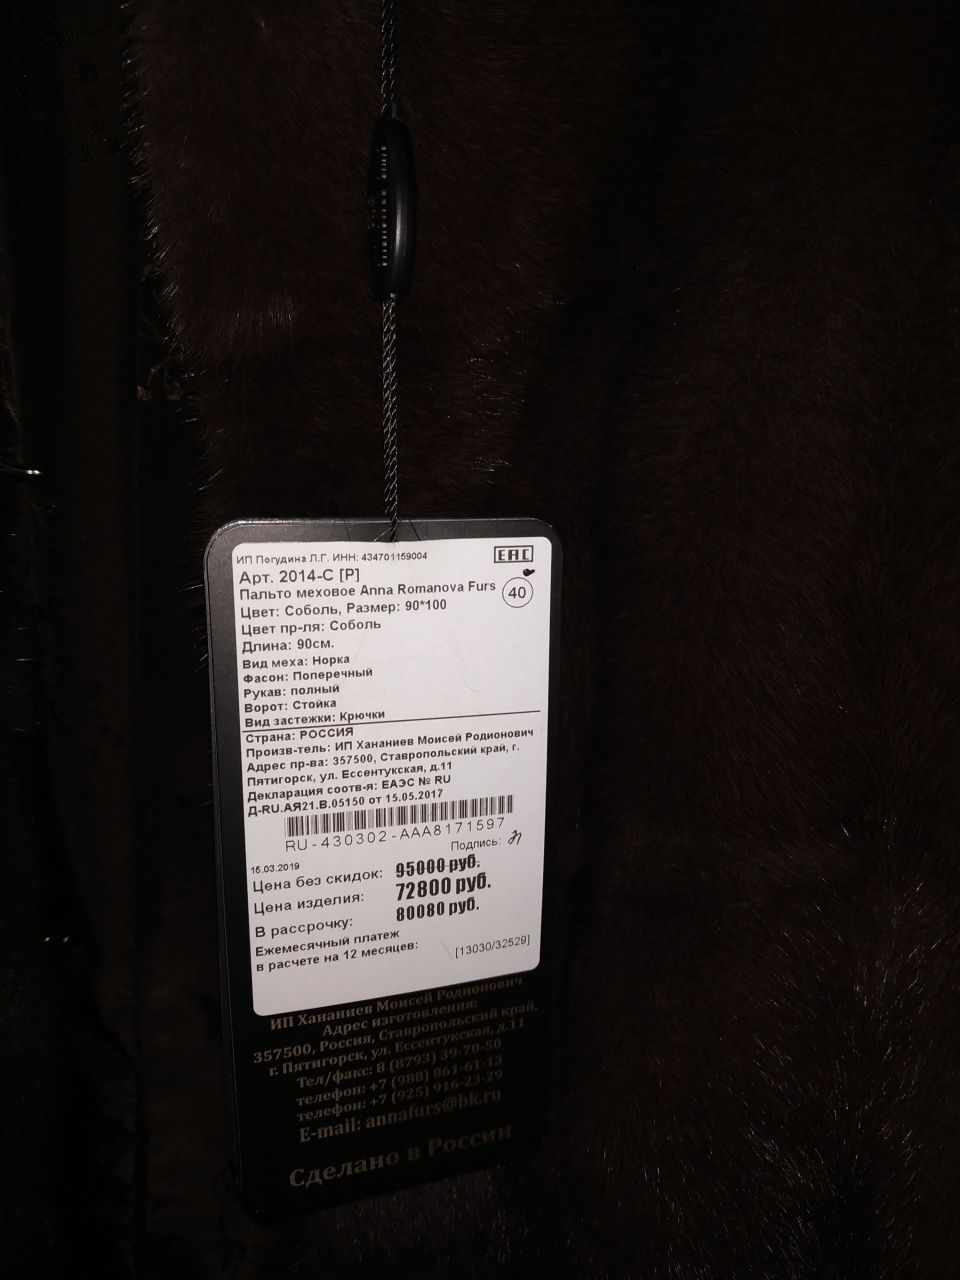 ИП Погудина Л.Г. ИНН: 434701159004
EAC
Арт. 2014-С [Р]
Пальто меховое Anna Romanova Furs
40
Цвет: Соболь, Размер: 90*100
Цвет пр-ля: Соболь
Длина: 90см.
Вид меха: Норка
Фасон: Поперечный
Рукав: полный
Ворот: Стойка
Вид застежки: Крючки
Страна: РОССИЯ
Произв-тель: ИП Хананиев Моисей Родионович
Адрес пр-ва: 357500, Ставропольский край, г.
Пятигорск, ул. Ессентукская, д.11
Декларация соотв-я: ЕАЭС № RU
Д-RU.АЯ21.В.05150 от 15.05.2017
RU-430302-AAA8171597
Подпись:
15.03.2019
Цена без скидок: 95000 руб.
Цена изделия: 72800 руб.
В рассрочку: 80080 руб.
Ежемесячный платеж
в расчете на 12 месяцев: [13030/32529]
ИП Хананиев Моисей Родионович
Адрес изготовления:
357500, Россия, Ставропольский край,
г. Пятигорск, ул. Ессентукская, д.11
Тел/факс: 8 (8793) 39-70-50
телефон: +7 (988) 861-61-13
телефон: +7 (925) 916-23-29
E-mail: annafurs@bk.ru
Сделано в России